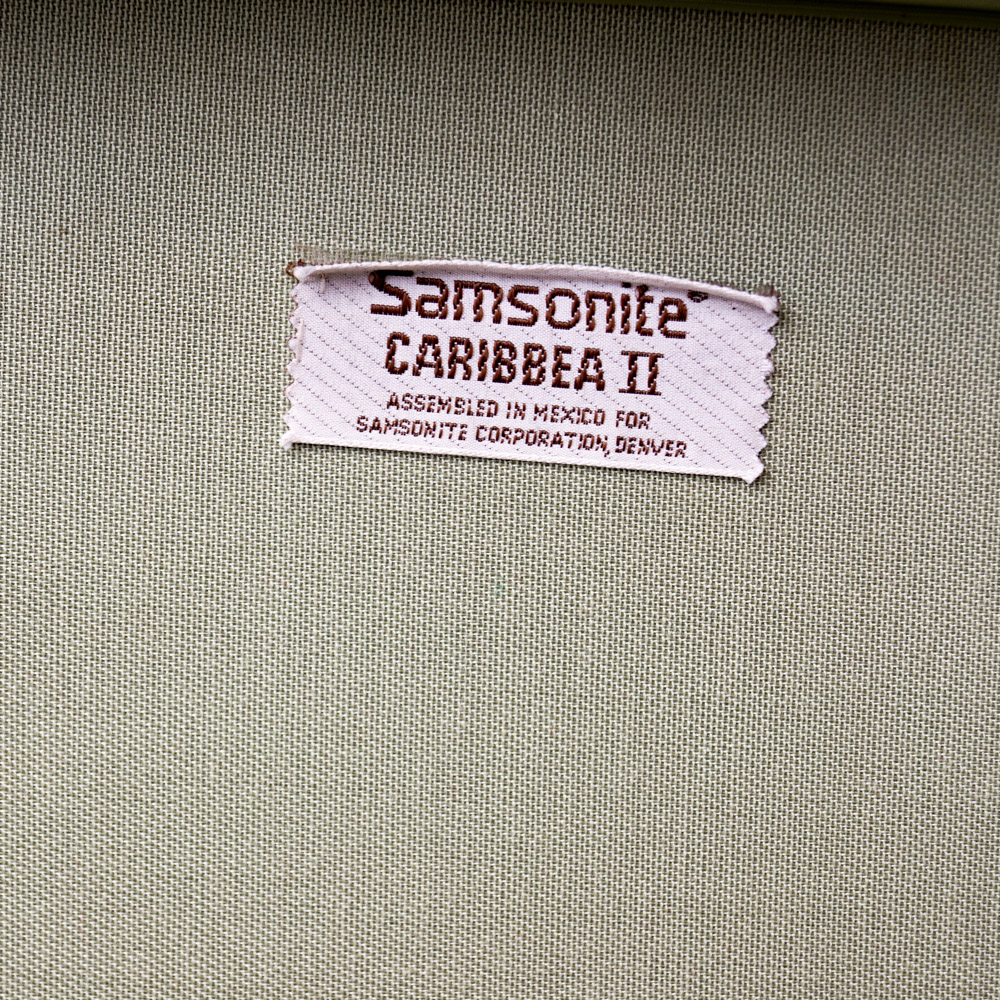 Samsonite®
CARIBBEA II
ASSEMBLED IN MEXICO FOR
SAMSONITE CORPORATION, DENVER